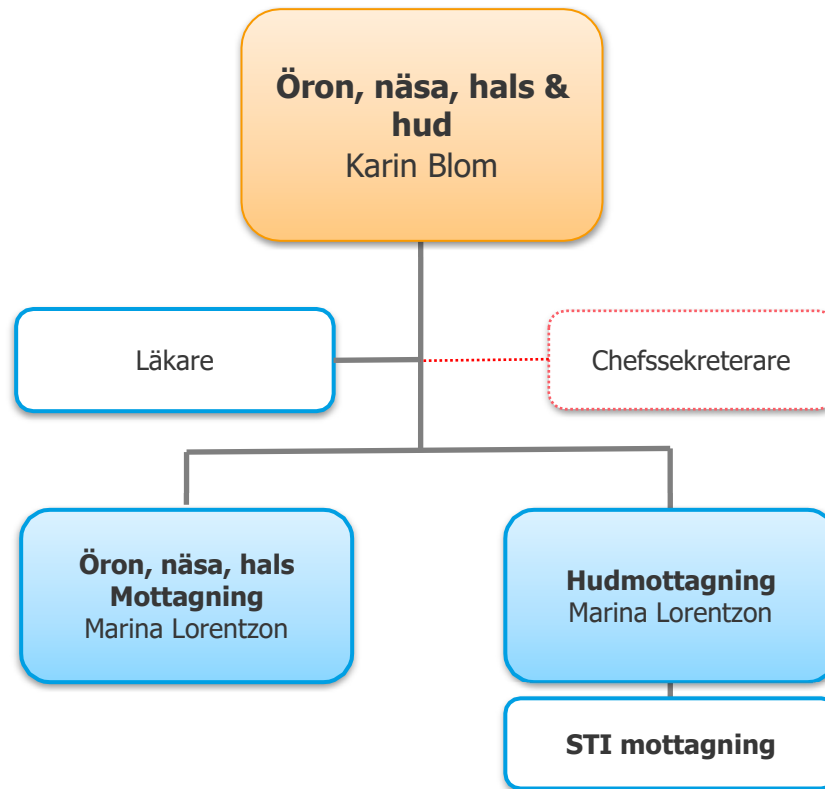 Öron, näsa, hals &
hud
Karin Blom
Läkare
Chefssekreterare
Öron, näsa, hals
Mottagning
Marina Lorentzon
Hudmottagning
Marina Lorentzon
STI mottagning